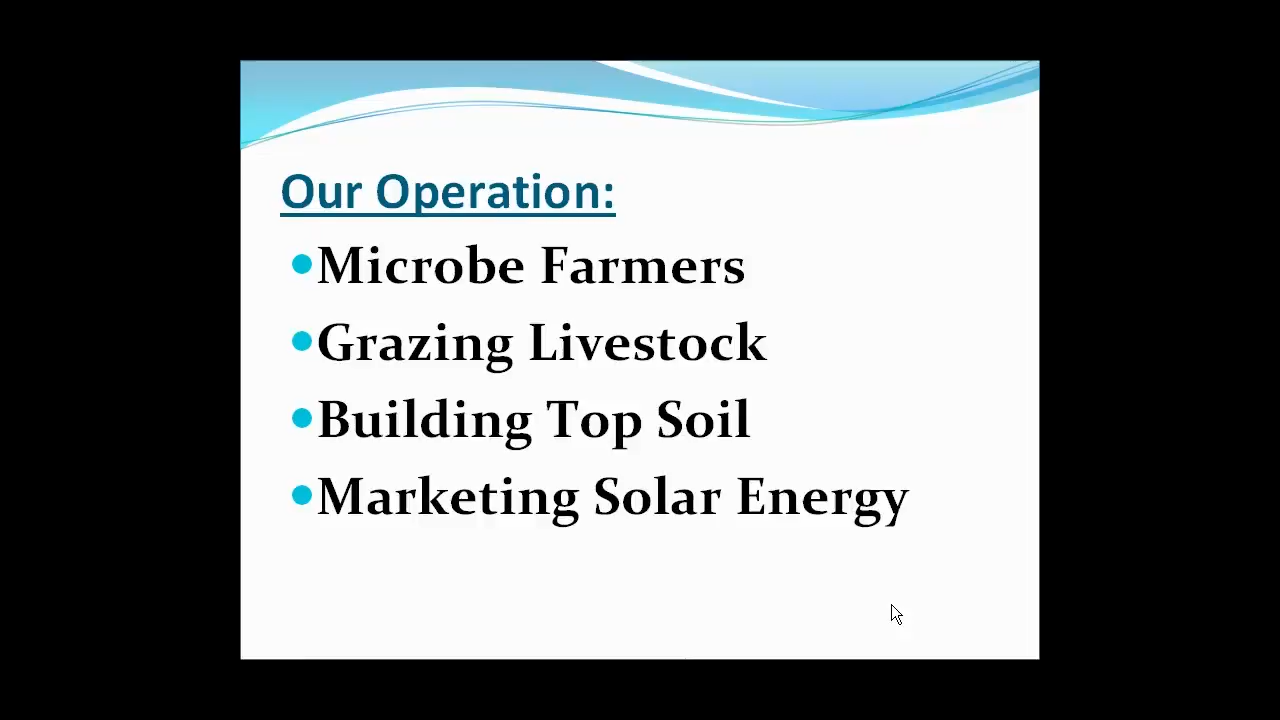 Our Operation:
•Microbe Farmers
•Grazing Livestock
•Building Top Soil
•Marketing Solar Energy